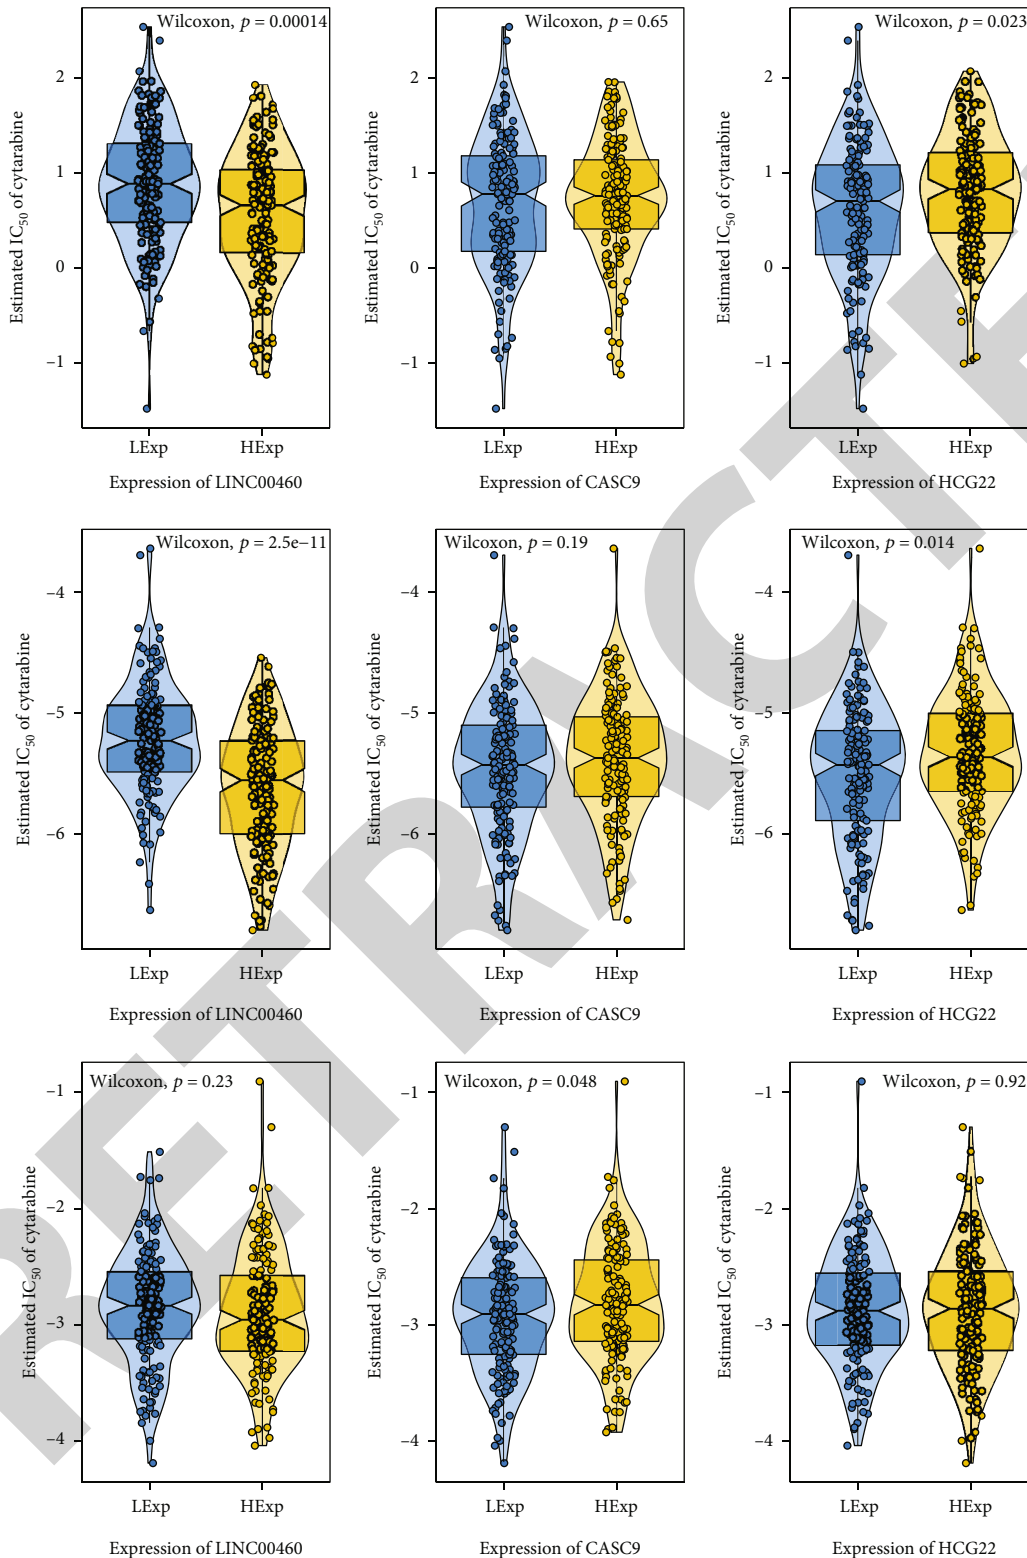 Wilcoxon, p = 0.00014
Estimated IC50 of cytarabine
2
1
0
−1
LExp HExp
Expression of LINC00460
Wilcoxon, p = 0.65
Estimated IC50 of cytarabine
2
1
0
−1
LExp HExp
Expression of CASC9
Wilcoxon, p = 0.023
Estimated IC50 of cytarabine
2
1
0
−1
LExp HExp
Expression of HCG22
Wilcoxon, p = 2.5e−11
Estimated IC50 of cytarabine
−4
−5
−6
LExp HExp
Expression of LINC00460
Wilcoxon, p = 0.19
Estimated IC50 of cytarabine
−4
−5
−6
LExp HExp
Expression of CASC9
Wilcoxon, p = 0.014
Estimated IC50 of cytarabine
−4
−5
−6
LExp HExp
Expression of HCG22
Wilcoxon, p = 0.23
Estimated IC50 of cytarabine
−1
−2
−3
−4
LExp HExp
Expression of LINC00460
Wilcoxon, p = 0.048
Estimated IC50 of cytarabine
−1
−2
−3
−4
LExp HExp
Expression of CASC9
Wilcoxon, p = 0.92
Estimated IC50 of cytarabine
−1
−2
−3
−4
LExp HExp
Expression of HCG22
RETRACTE